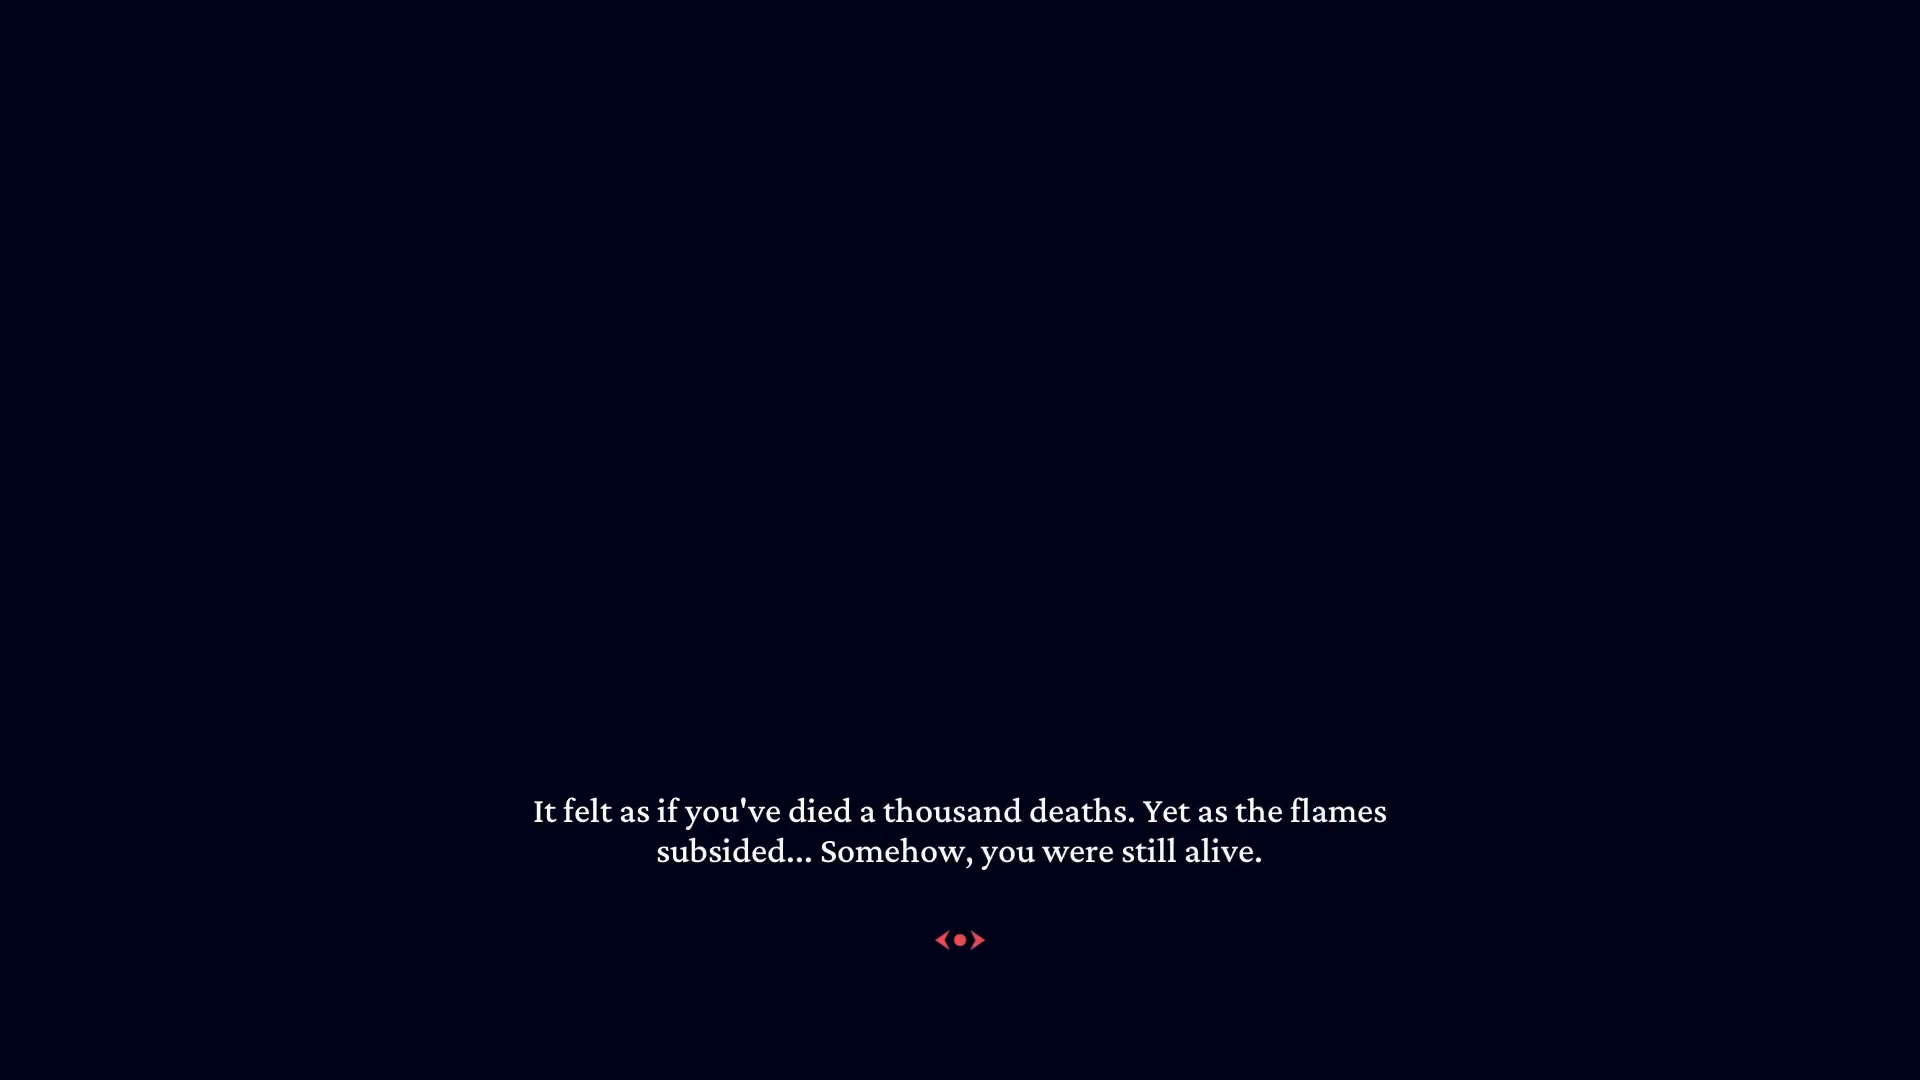 It felt as if you've died a thousand deaths. Yet as the flames
subsided... Somehow, you were still alive.